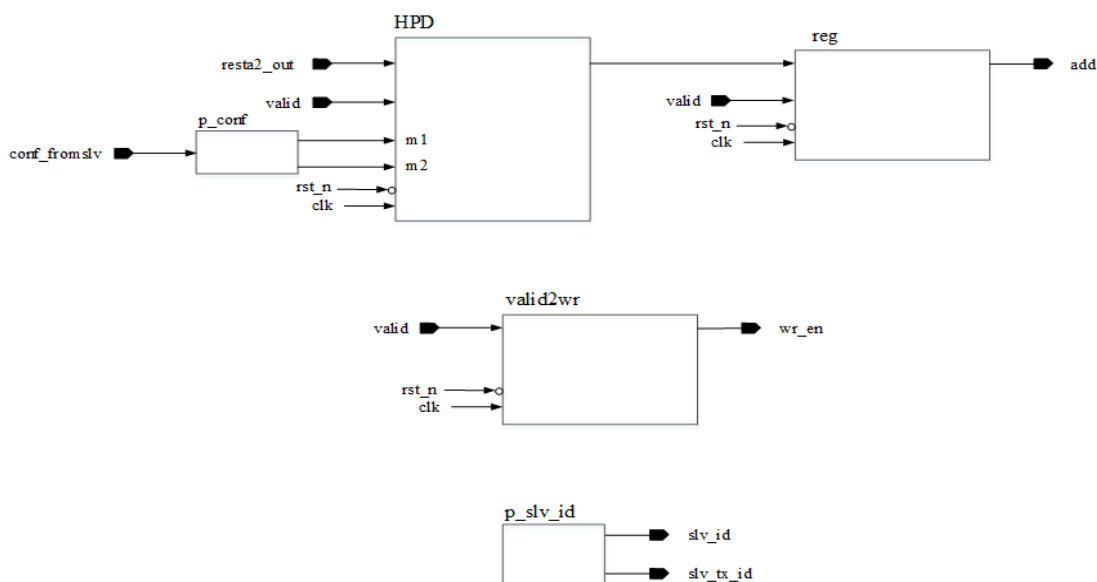 HPD
reg
resta2_out
add
valid
valid
p_conf
rst_n
m1
clk
conf_fromslv
m2
rst_n
clk
valid2wr
valid
wr_en
rst_n
clk
p_slv_id
slv_id
slv_tx_id